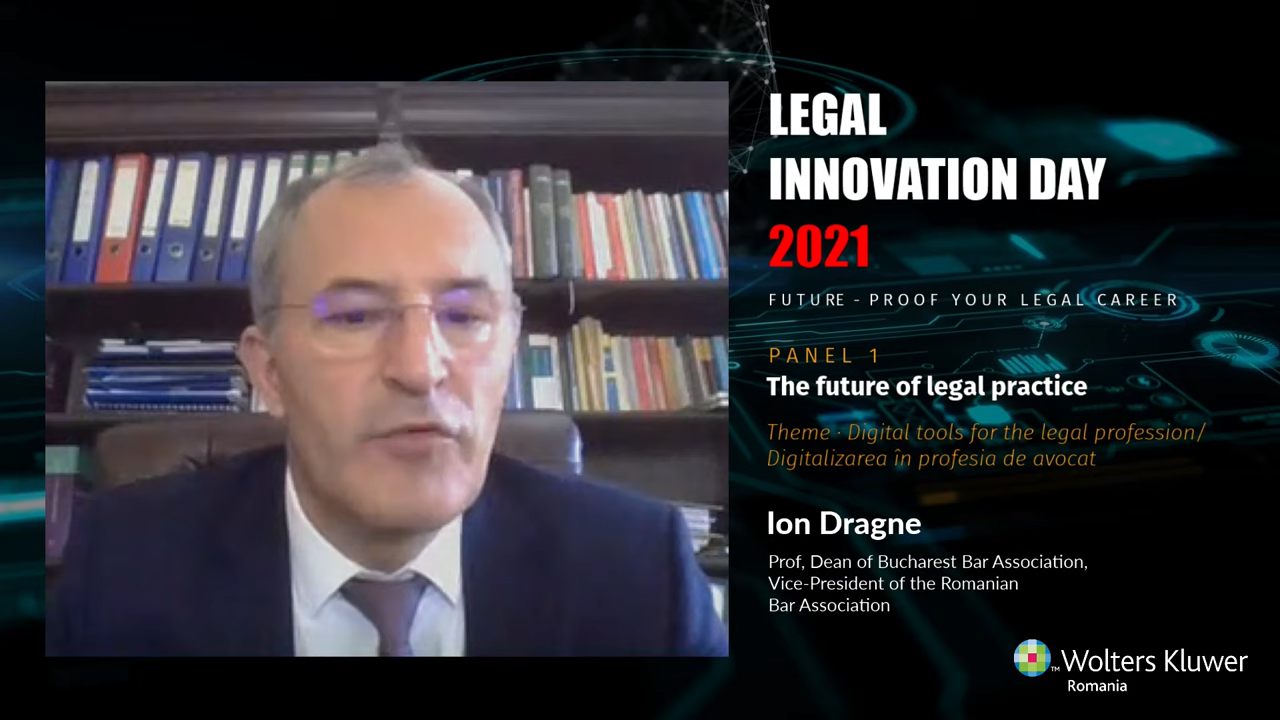 LEGAL
INNOVATION DAY
2021
FUTURE - PROOF YOUR LEGAL CAREER
PANEL 1
The future of legal practice
Theme · Digital tools for the legal profession/
Digitalizarea în profesia de avocat
Ion Dragne
Prof, Dean of Bucharest Bar Association,
Vice-President of the Romanian
Bar Association
™ Wolters Kluwer
Romania